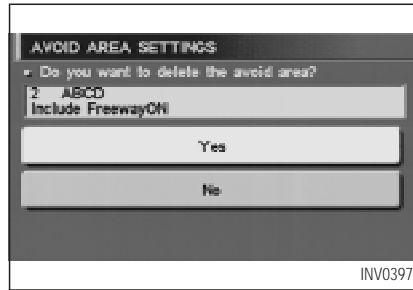 AVOID AREA SETTINGS
Do you want to delete the avoid area?
2 ABCD
Include FreewayON
Yes
No
INV0397